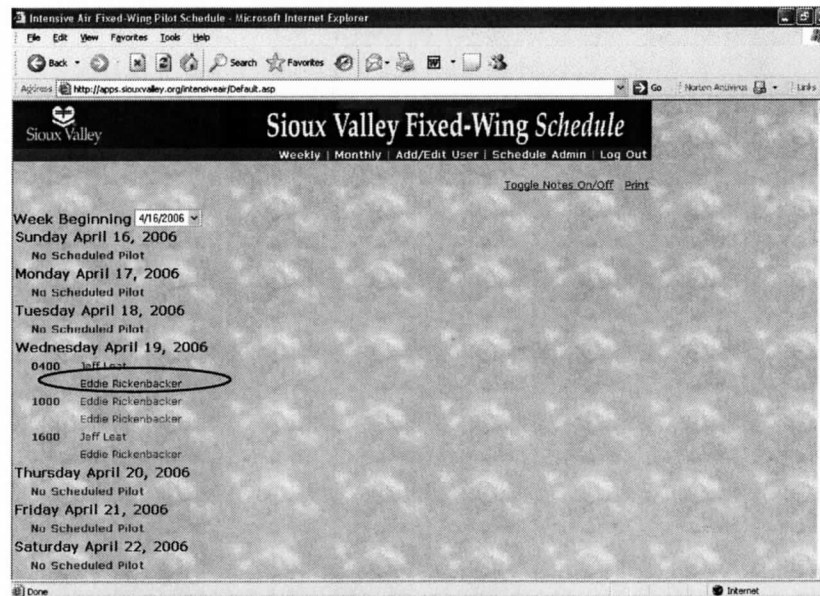 Intensive Air Fixed-Wing Pilot Schedule - Microsoft Internet Explorer
File Edit View Favorites Tools Help
Back Search Favorites
Address http://apps.siouxvalley.org/intensiveair/Default.asp Go Norton Antivirus Links
Sioux Valley
Sioux Valley Fixed-Wing Schedule
Weekly | Monthly | Add/Edit User | Schedule Admin | Log Out
Toggle Notes On/Off Print
Week Beginning 4/16/2006
Sunday April 16, 2006
No Scheduled Pilot
Monday April 17, 2006
No Scheduled Pilot
Tuesday April 18, 2006
No Scheduled Pilot
Wednesday April 19, 2006
0400 Jeff Leat
Eddie Rickenbacker
1000 Eddie Rickenbacker
Eddie Rickenbacker
1600 Jeff Leat
Eddie Rickenbacker
Thursday April 20, 2006
No Scheduled Pilot
Friday April 21, 2006
No Scheduled Pilot
Saturday April 22, 2006
No Scheduled Pilot
Done Internet